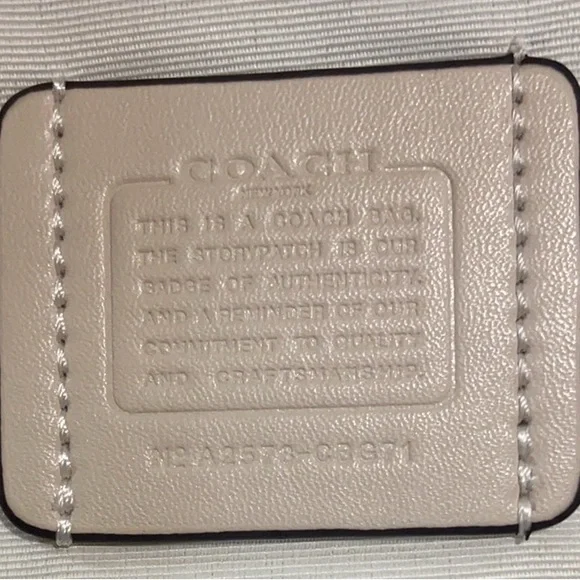 COACH
NEW YORK
THIS IS A COACH BAG.
THE STORYPATCH IS OUR
BADGE OF AUTHENTICITY.
AND A REMINDER OF OUR
COMMITMENT TO QUALITY
AND CRAFTSMANSHIP.
Nº